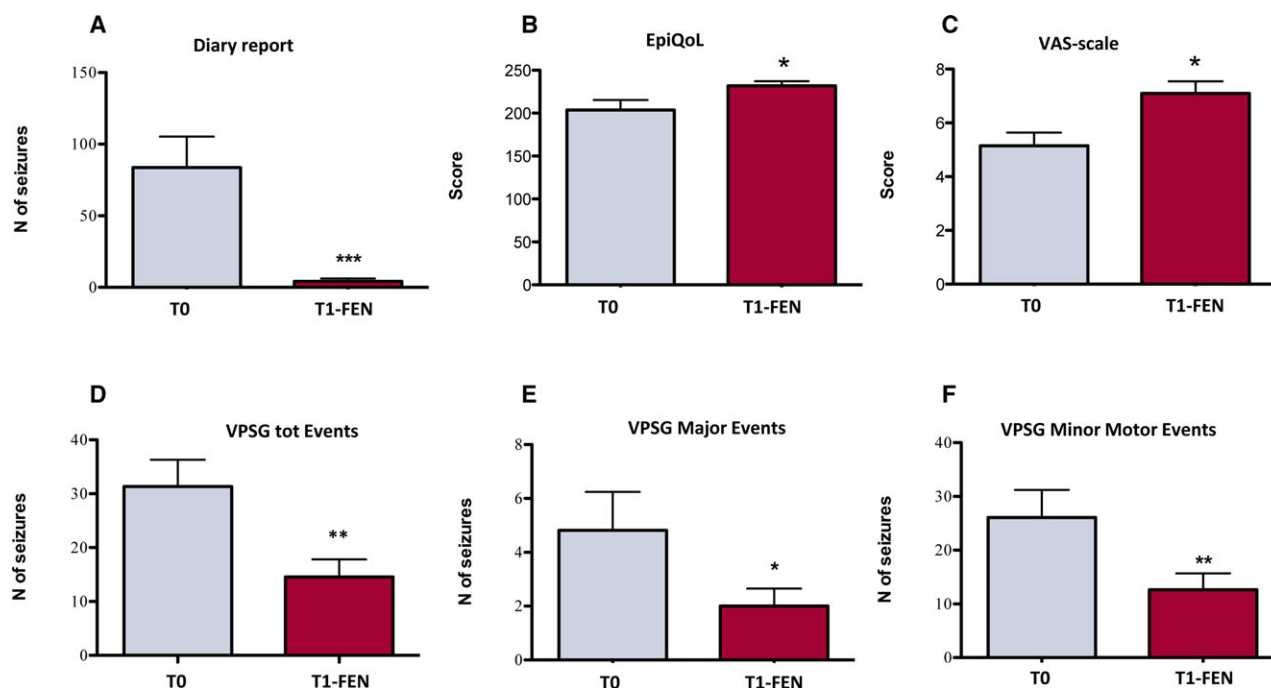 A
Diary report
N of seizures
150
100
50
0
***
T0
T1-FEN
B
EpiQoL
Score
250
200
150
200
250
0
*
T0
T1-FEN
C
VAS-scale
Score
8
6
4
2
0
*
T0
T1-FEN
D
VPSG tot Events
N of seizures
40
30
20
10
0
**
T0
T1-FEN
E
VPSG Major Events
N of seizures
8
6
4
2
0
*
T0
T1-FEN
F
VPSG Minor Motor Events
N of seizures
40
30
20
10
0
**
T0
T1-FEN